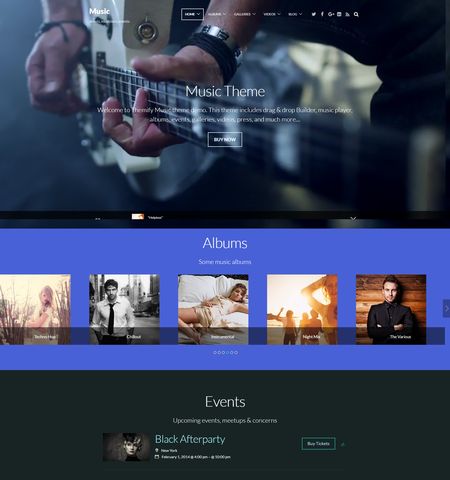 Music
HOME
ALBUMS
GALLERIES
VIDEOS
BLOG
Music Theme
Welcome to Themify Music theme demo. This theme includes drag & drop Builder, music player,
albums, events, galleries, videos, press, and much more...
BUY NOW
"Helpless"
Albums
Some music albums
Techno Hop
Chillout
Instrumental
Night Mix
The Various
Events
Upcoming events, meetups & concerns
Black Afterparty
Buy Tickets
New York
February 1, 2014 @ 4:00 pm – @ 10:00 pm